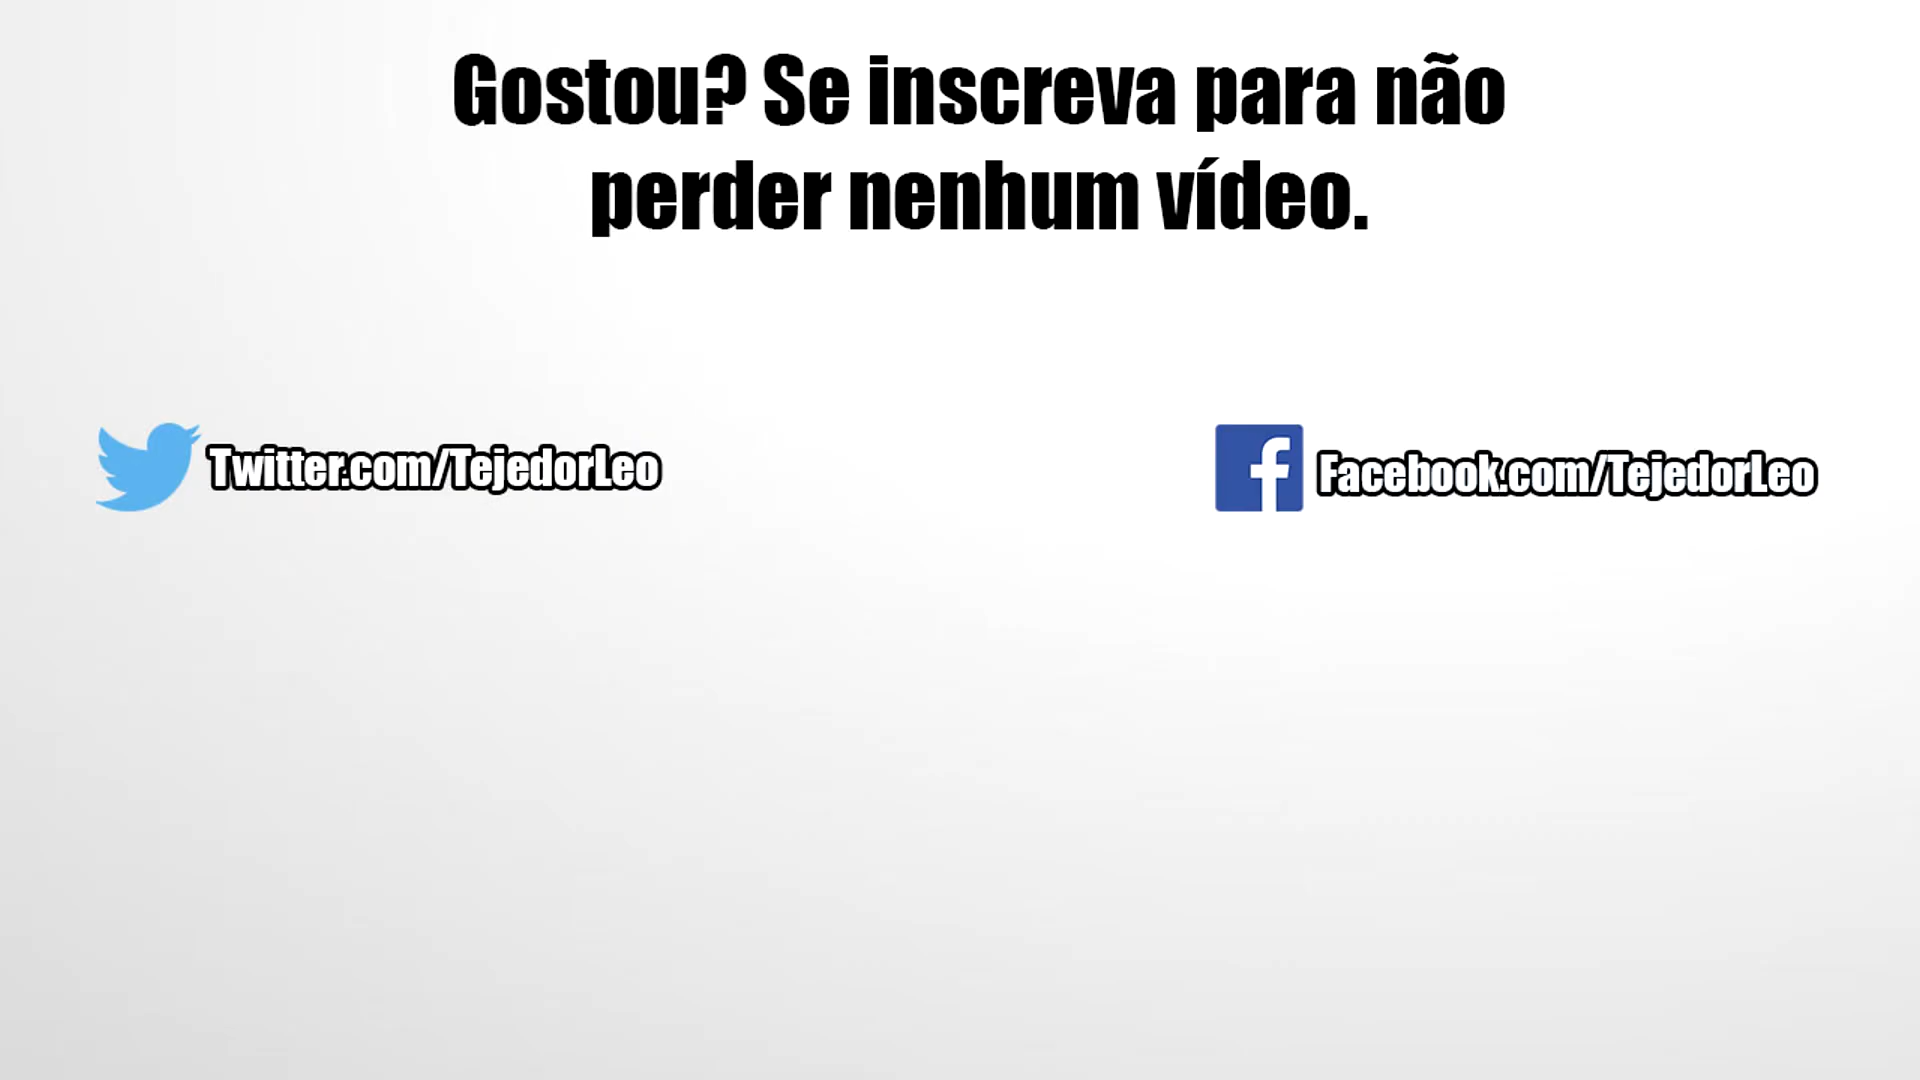 Gostou? Se inscreva para não
perder nenhum vídeo.
Twitter.com/TejedorLeo
Facebook.com/TejedorLeo